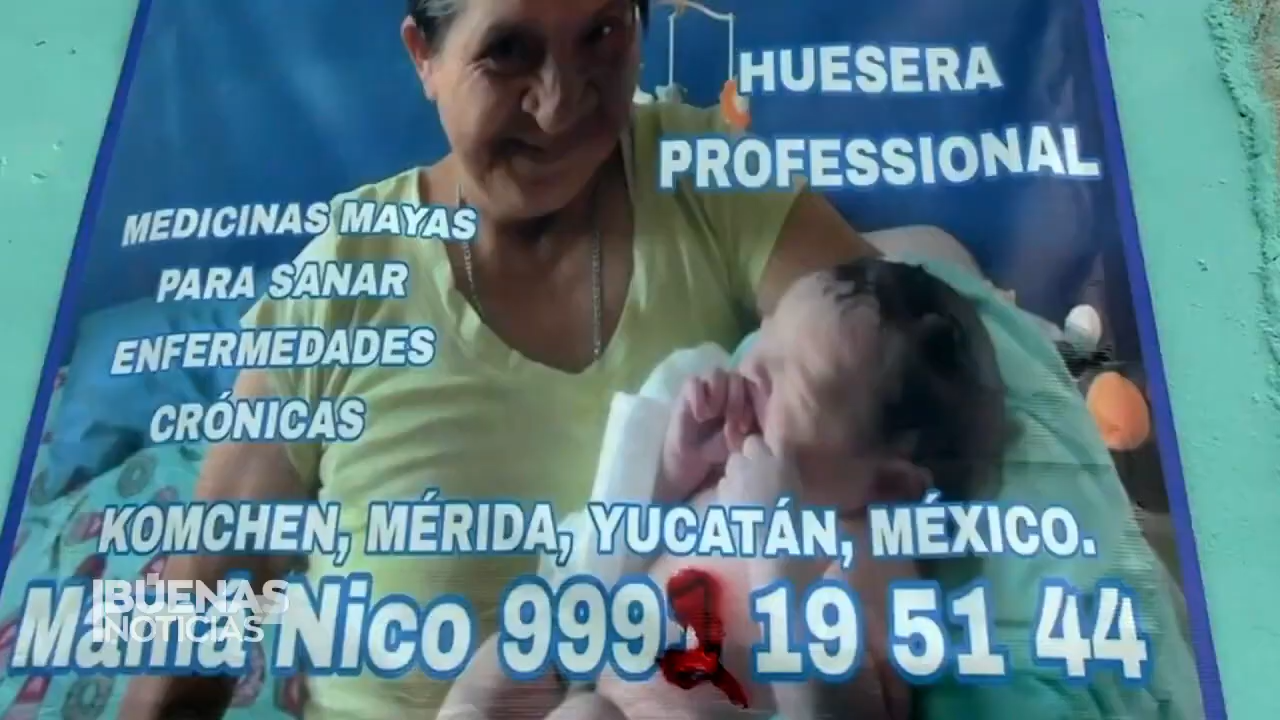 HUESERA
PROFESSIONAL
MEDICINAS MAYAS
PARA SANAR
ENFERMEDADES
CRÓNICAS
KOMCHEN, MÉRIDA, YUCATÁN, MÉXICO.
Mamá Nico 999 19 51 44
¡BUENAS
NOTICIAS